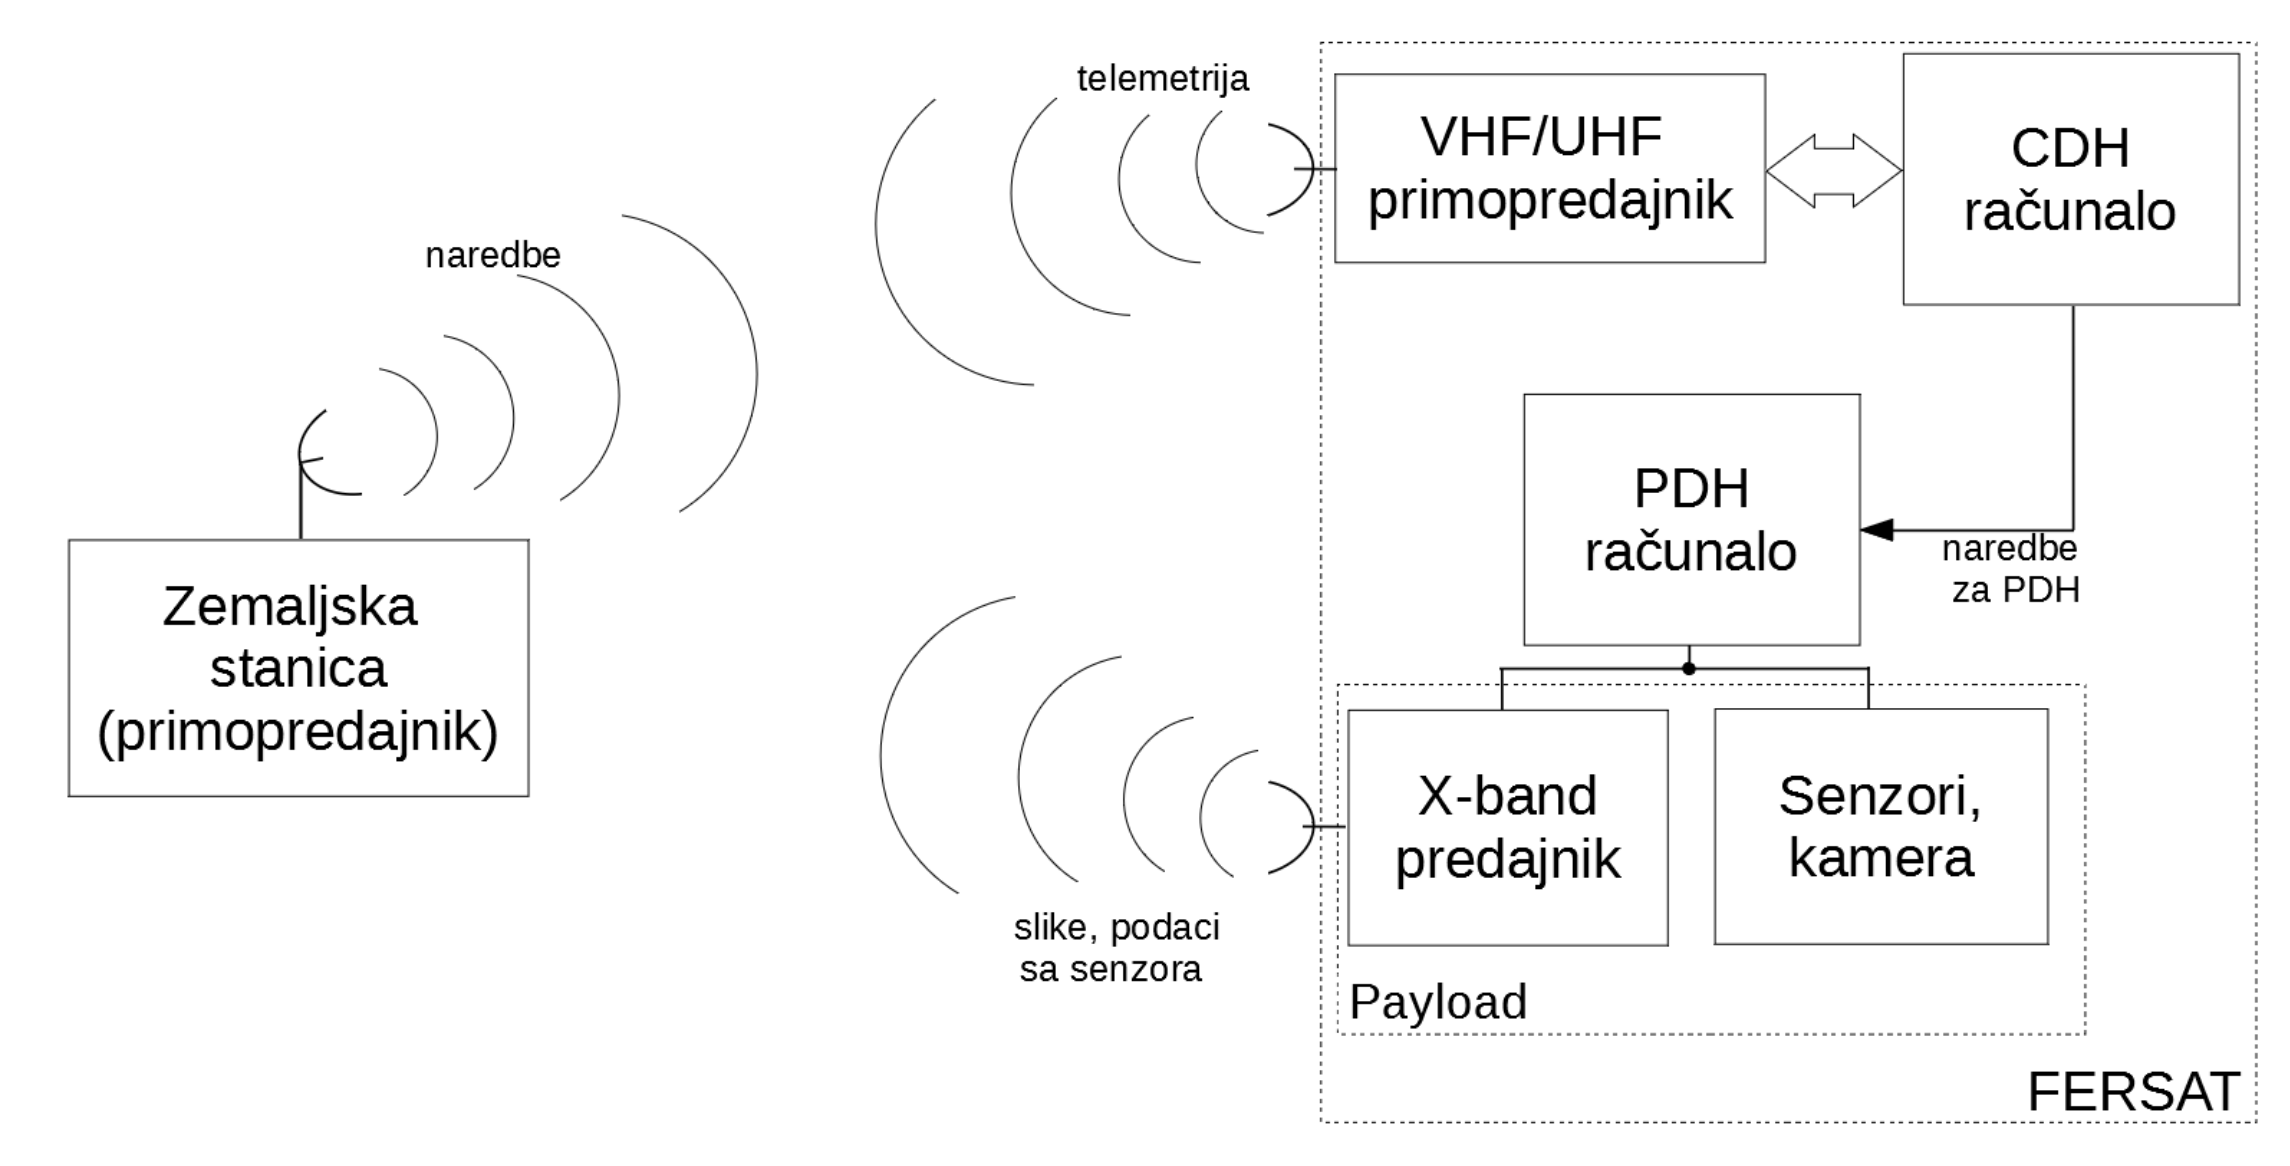 telemetrija
VHF/UHF
primopredajnik
CDH
računalo
naredbe
PDH
računalo
naredbe
za PDH
Zemaljska
stanica
(primopredajnik)
X-band
predajnik
Senzori,
kamera
slike, podaci
sa senzora
Payload
FERSAT